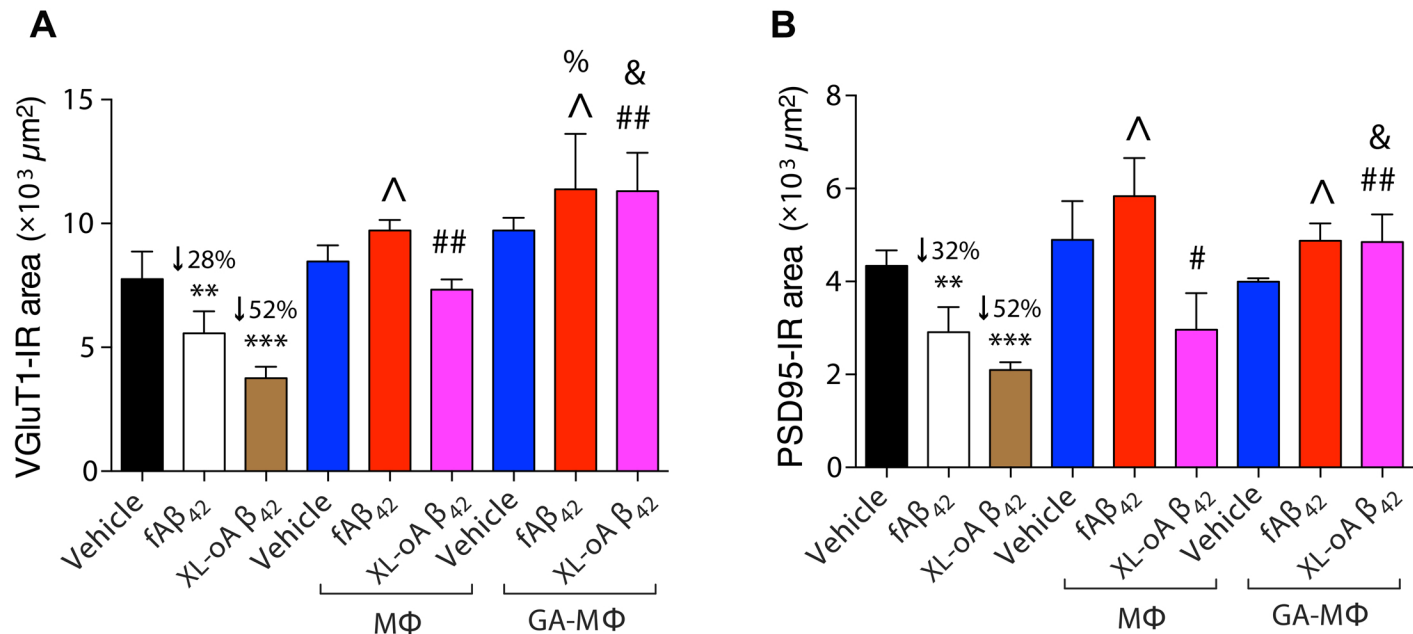 A
VGluT1-IR area (×10³ µm²)
15
10
5
0
↓28%
**
↓52%
***
^
##
%
^
&
##
Vehicle
fAβ₄₂
XL-oA β₄₂
Vehicle
fAβ₄₂
XL-oA β₄₂
Vehicle
fAβ₄₂
XL-oA β₄₂
MΦ
GA-MΦ
B
PSD95-IR area (×10³ µm²)
8
6
4
2
0
↓32%
**
↓52%
***
^
#
^
&
##
Vehicle
fAβ₄₂
XL-oA β₄₂
Vehicle
fAβ₄₂
XL-oA β₄₂
Vehicle
fAβ₄₂
XL-oA β₄₂
MΦ
GA-MΦ